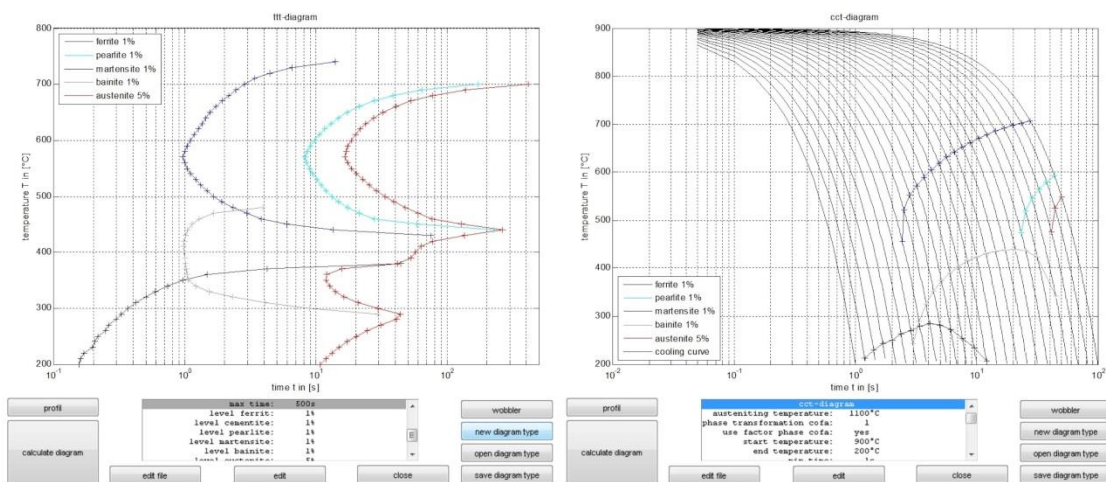 ttt-diagram
800
700
600
500
400
300
200
temperature T in [°C]
ferrite 1%
pearlite 1%
martensite 1%
bainite 1%
austenite 5%
10-1
100
101
102
time t in [s]
profil
calculate diagram
max time: 500s
level ferrit: 1%
level cementite: 1%
level pearlite: 1%
level martensite: 1%
level bainite: 1%
level austenite: 5%
wobbler
new diagram type
open diagram type
save diagram type
edit file
edit
close
cct-diagram
900
800
700
600
500
400
300
200
temperature T in [°C]
ferrite 1%
pearlite 1%
martensite 1%
bainite 1%
austenite 5%
cooling curve
10-2
10-1
100
101
102
time t in [s]
profil
calculate diagram
cct-diagram
austeniting temperature: 1100°C
phase transformation cofa: 1
use factor phase cofa: yes
start temperature: 900°C
end temperature: 200°C
min time: 1s
wobbler
new diagram type
open diagram type
save diagram type
edit file
edit
close